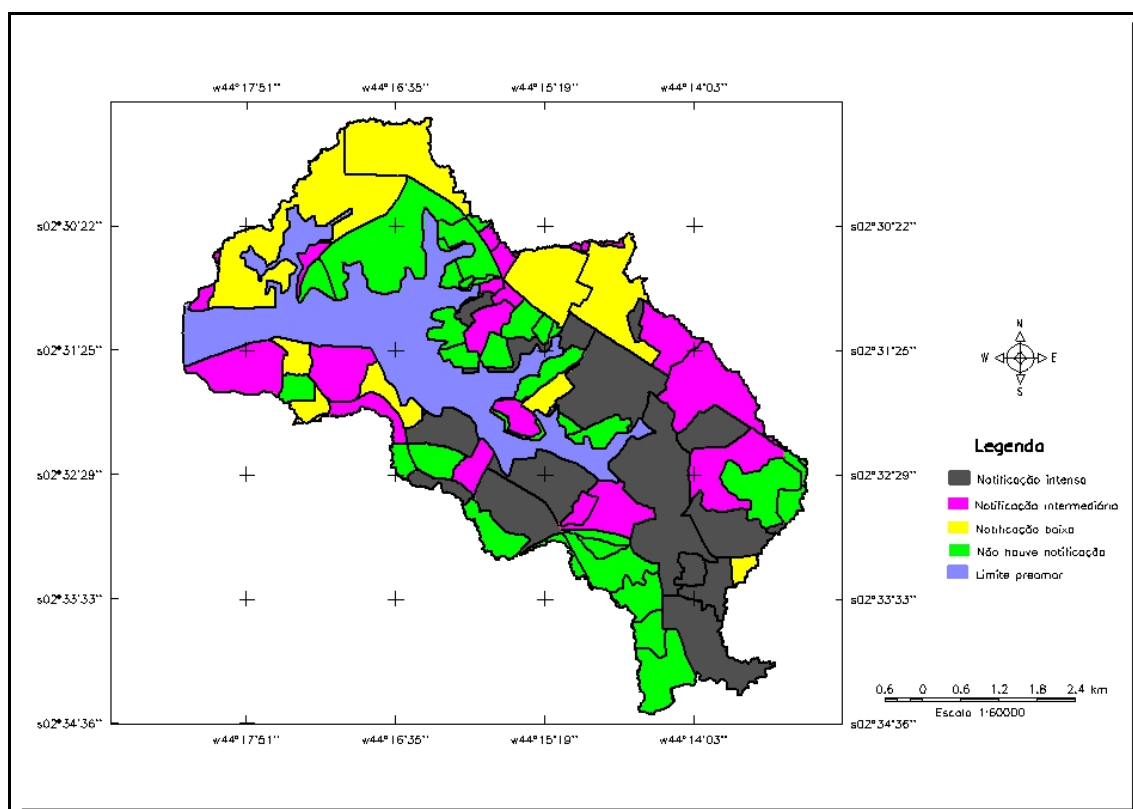 w44°17'51'' w44°16'35'' w44°15'19'' w44°14'03''
s02°30'22'' s02°30'22''
s02°31'25'' s02°31'25''
N
W E
S
Legenda
s02°32'29'' s02°32'29''
Notificação intensa
Notificação intermediária
Notificação baixa
Não houve notificação
Limite preamar
s02°33'33'' s02°33'33''
0.6 0 0.6 1.2 1.8 2.4 km
Escala 1:60000
s02°34'36'' s02°34'36''
w44°17'51'' w44°16'35'' w44°15'19'' w44°14'03''